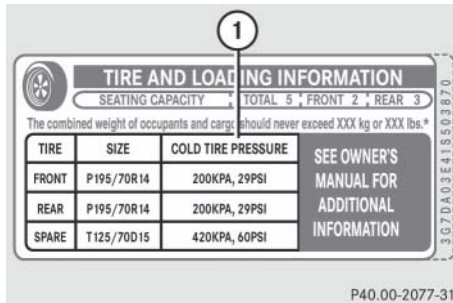 1
TIRE AND LOADING INFORMATION
SEATING CAPACITY TOTAL 5 FRONT 2 REAR 3
The combined weight of occupants and cargo should never exceed XXX kg or XXX lbs.*
TIRE SIZE COLD TIRE PRESSURE
FRONT P195/70R14 200KPA, 29PSI
REAR P195/70R14 200KPA, 29PSI
SPARE T125/70D15 420KPA, 60PSI
SEE OWNER'S
MANUAL FOR
ADDITIONAL
INFORMATION
3G7DA03E41S503870
P40.00-2077-31